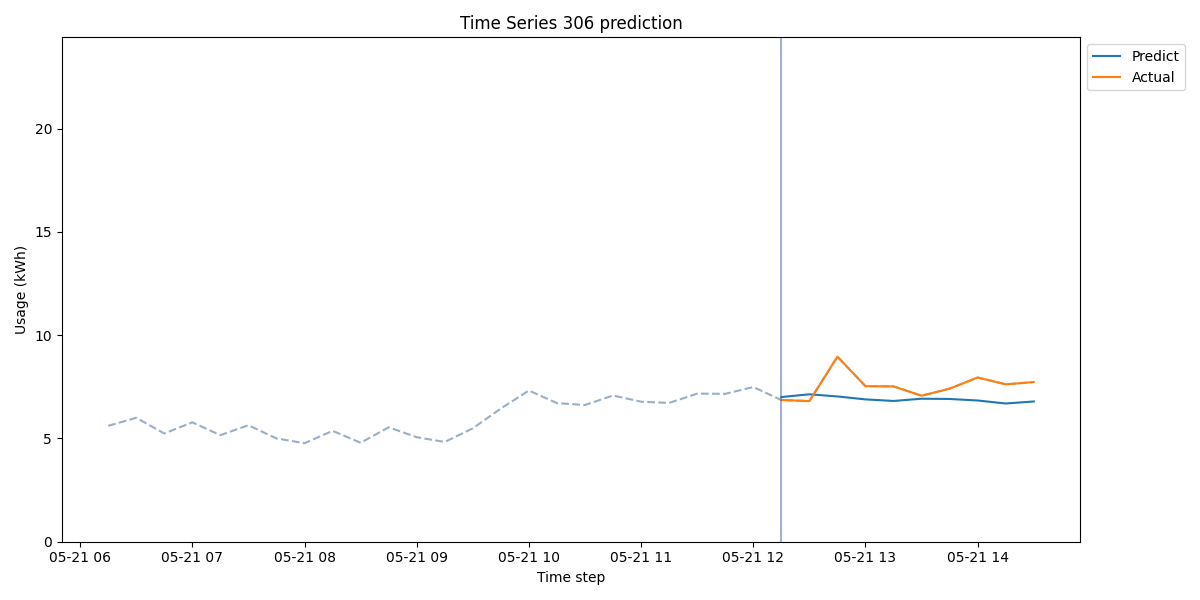 Time Series 306 prediction
Predict
Actual
Usage (kWh)
20
15
10
5
0
05-21 06 05-21 07 05-21 08 05-21 09 05-21 10 05-21 11 05-21 12 05-21 13 05-21 14
Time step